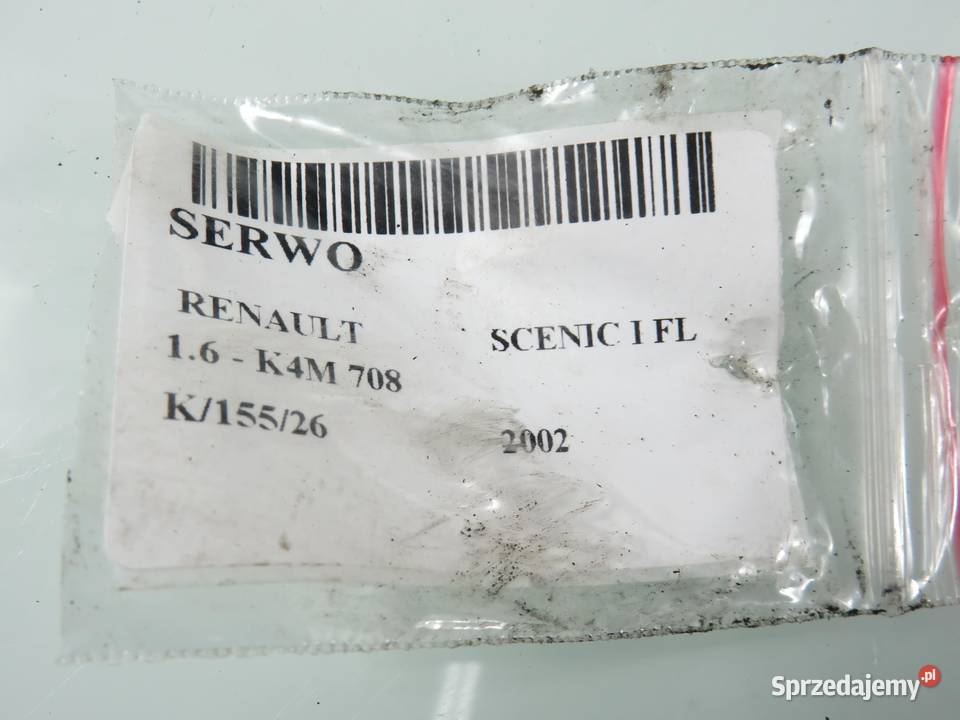 SERWO
RENAULT SCENIC I FL
1.6 - K4M 708
K/155/26 2002
Sprzedajemy.pl